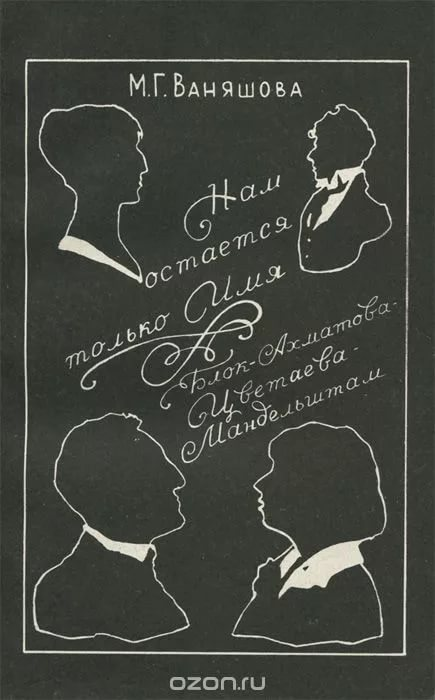 М.Г. Ваняшова
Нам
остается
только Имя
Блок-Ахматова-
Цветаева-
Мандельштам
ozon.ru